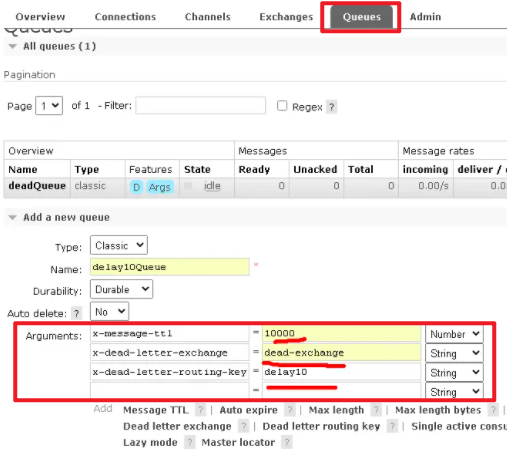 Overview Connections Channels Exchanges Queues Admin
Queues
All queues (1)
Pagination
Page 1 of 1 - Filter: Regex ?
Overview Messages Message rates
Name Type Features State Ready Unacked Total incoming deliver /
deadQueue classic D Args idle 0 0 0 0.00/s 0.0
Add a new queue
Type: Classic
Name: delay10Queue *
Durability: Durable
Auto delete: ? No
Arguments: x-message-ttl = 10000 Number
x-dead-letter-exchange = dead-exchange String
x-dead-letter-routing-key = delay10 String
= String
Add Message TTL ? | Auto expire ? | Max length ? | Max length bytes ? |
Dead letter exchange ? | Dead letter routing key ? | Single active consu
Lazy mode ? Master locator ?